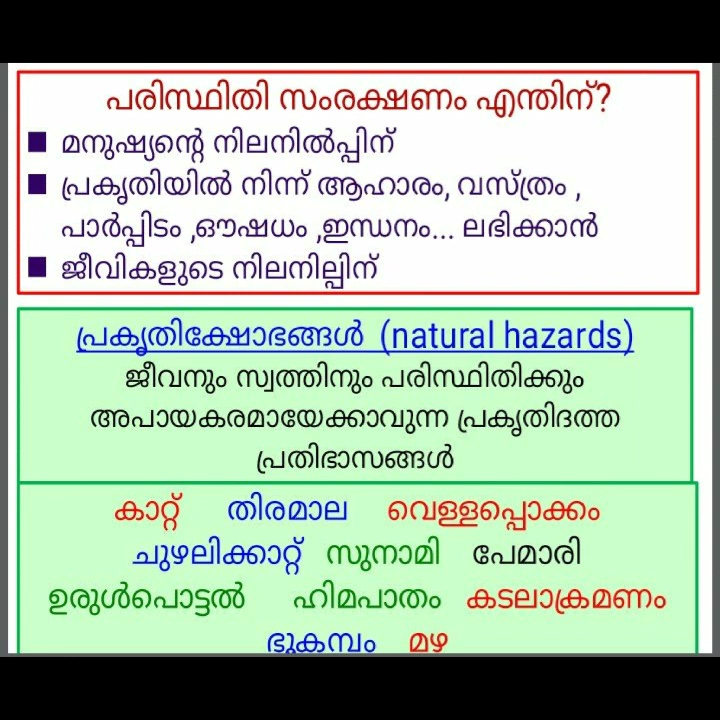 പരിസ്ഥിതി സംരക്ഷണം എന്തിന്?
■ മനുഷ്യന്റെ നിലനിൽപ്പിന്
■ പ്രകൃതിയിൽ നിന്ന് ആഹാരം, വസ്ത്രം ,
പാർപ്പിടം ,ഔഷധം ,ഇന്ധനം... ലഭിക്കാൻ
■ ജീവികളുടെ നിലനില്പിന്
പ്രകൃതിക്ഷോഭങ്ങൾ (natural hazards)
ജീവനും സ്വത്തിനും പരിസ്ഥിതിക്കും
അപായകരമായേക്കാവുന്ന പ്രകൃതിദത്ത
പ്രതിഭാസങ്ങൾ
കാറ്റ് തിരമാല വെള്ളപ്പൊക്കം
ചുഴലിക്കാറ്റ് സുനാമി പേമാരി
ഉരുൾപൊട്ടൽ ഹിമപാതം കടലാക്രമണം
ഭൂകമ്പം മഴ